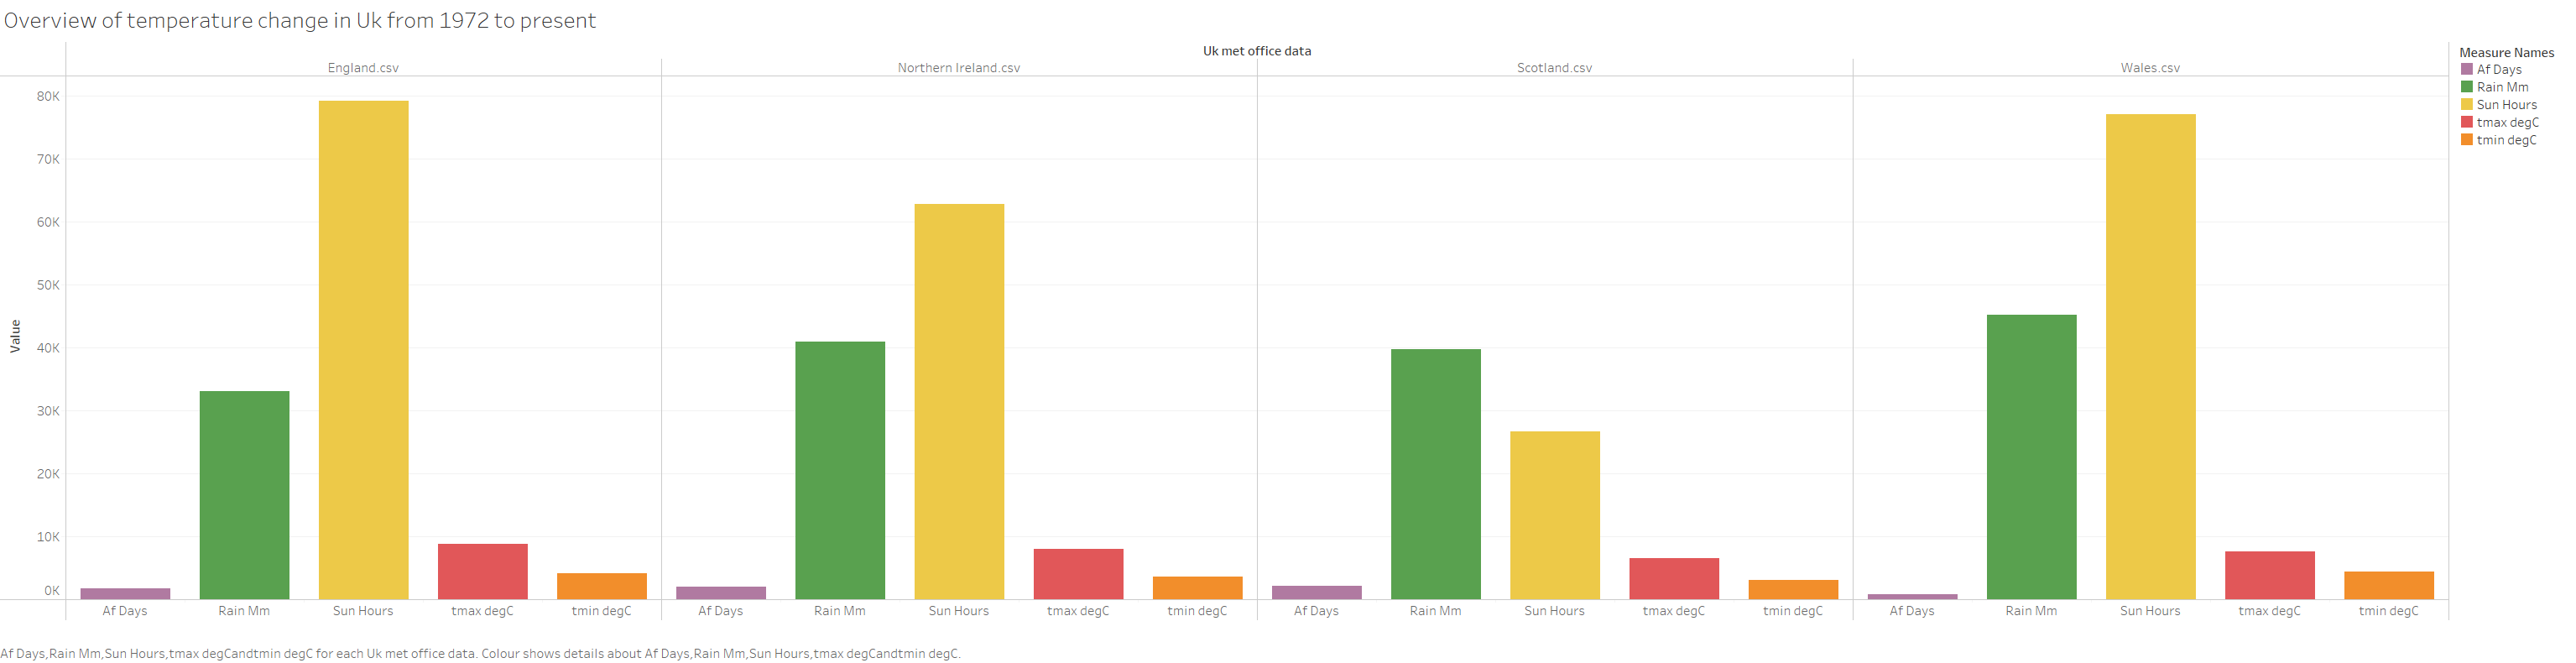 Overview of temperature change in Uk from 1972 to present
Uk met office data
England.csv Northern Ireland.csv Scotland.csv Wales.csv
Measure Names
Af Days
Rain Mm
Sun Hours
tmax degC
tmin degC
80K
70K
60K
50K
40K
30K
20K
10K
0K
Value
Af Days Rain Mm Sun Hours tmax degC tmin degC Af Days Rain Mm Sun Hours tmax degC tmin degC Af Days Rain Mm Sun Hours tmax degC tmin degC Af Days Rain Mm Sun Hours tmax degC tmin degC
Af Days,Rain Mm,Sun Hours,tmax degCandtmin degC for each Uk met office data. Colour shows details about Af Days,Rain Mm,Sun Hours,tmax degCandtmin degC.